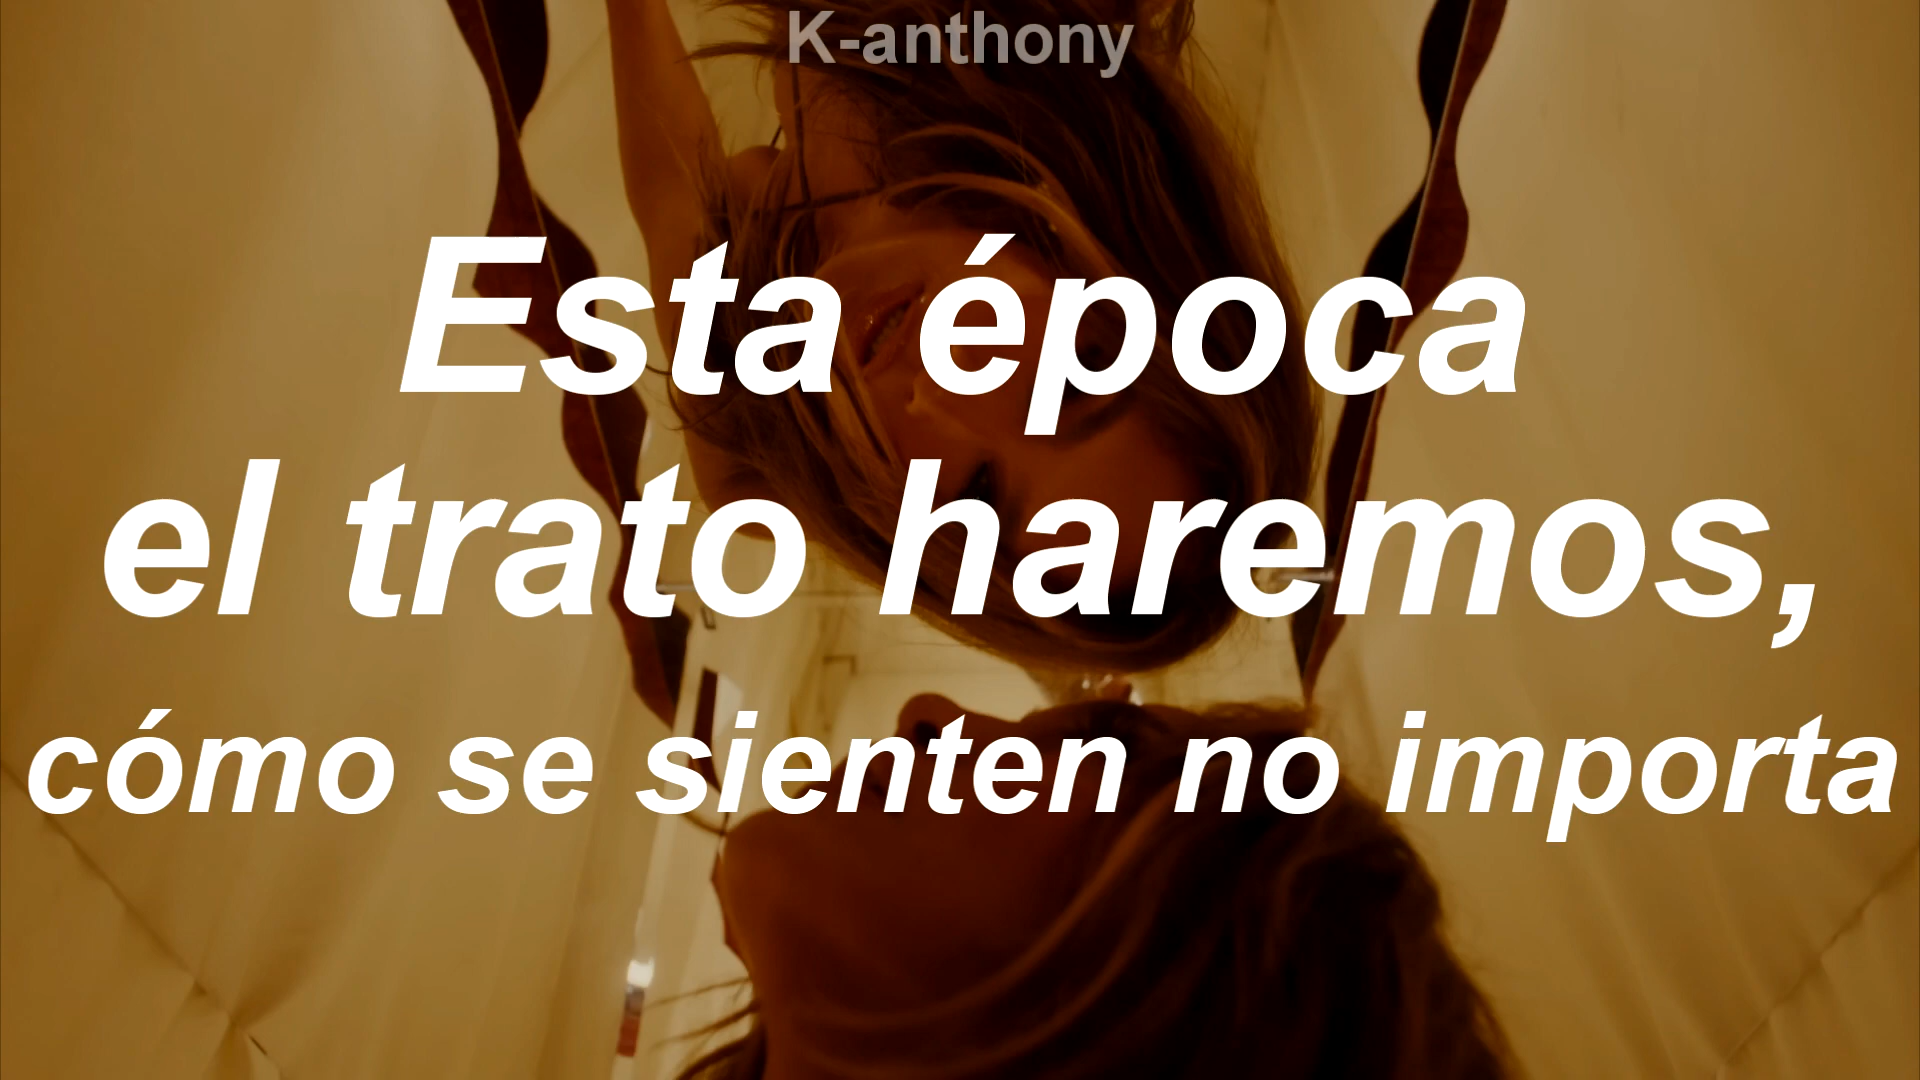 K-anthony
Esta época
el trato haremos,
cómo se sienten no importa